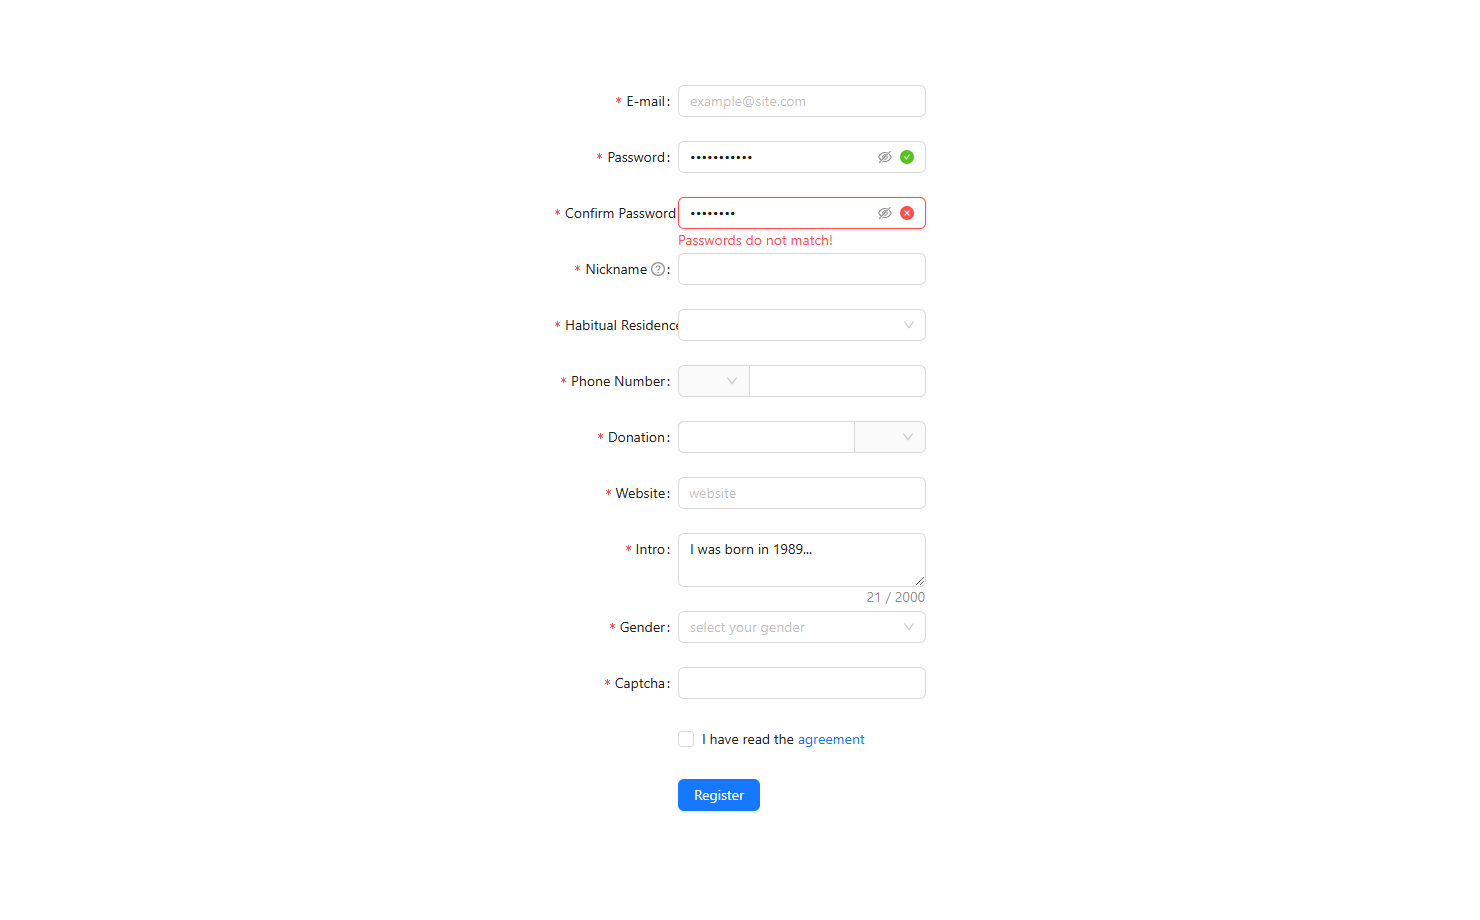 * E-mail: example@site.com
* Password: •••••••••••
* Confirm Password ••••••••
Passwords do not match!
* Nickname ? :
* Habitual Residence
* Phone Number:
* Donation:
* Website: website
* Intro: I was born in 1989...
21 / 2000
* Gender: select your gender
* Captcha:
I have read the agreement
Register